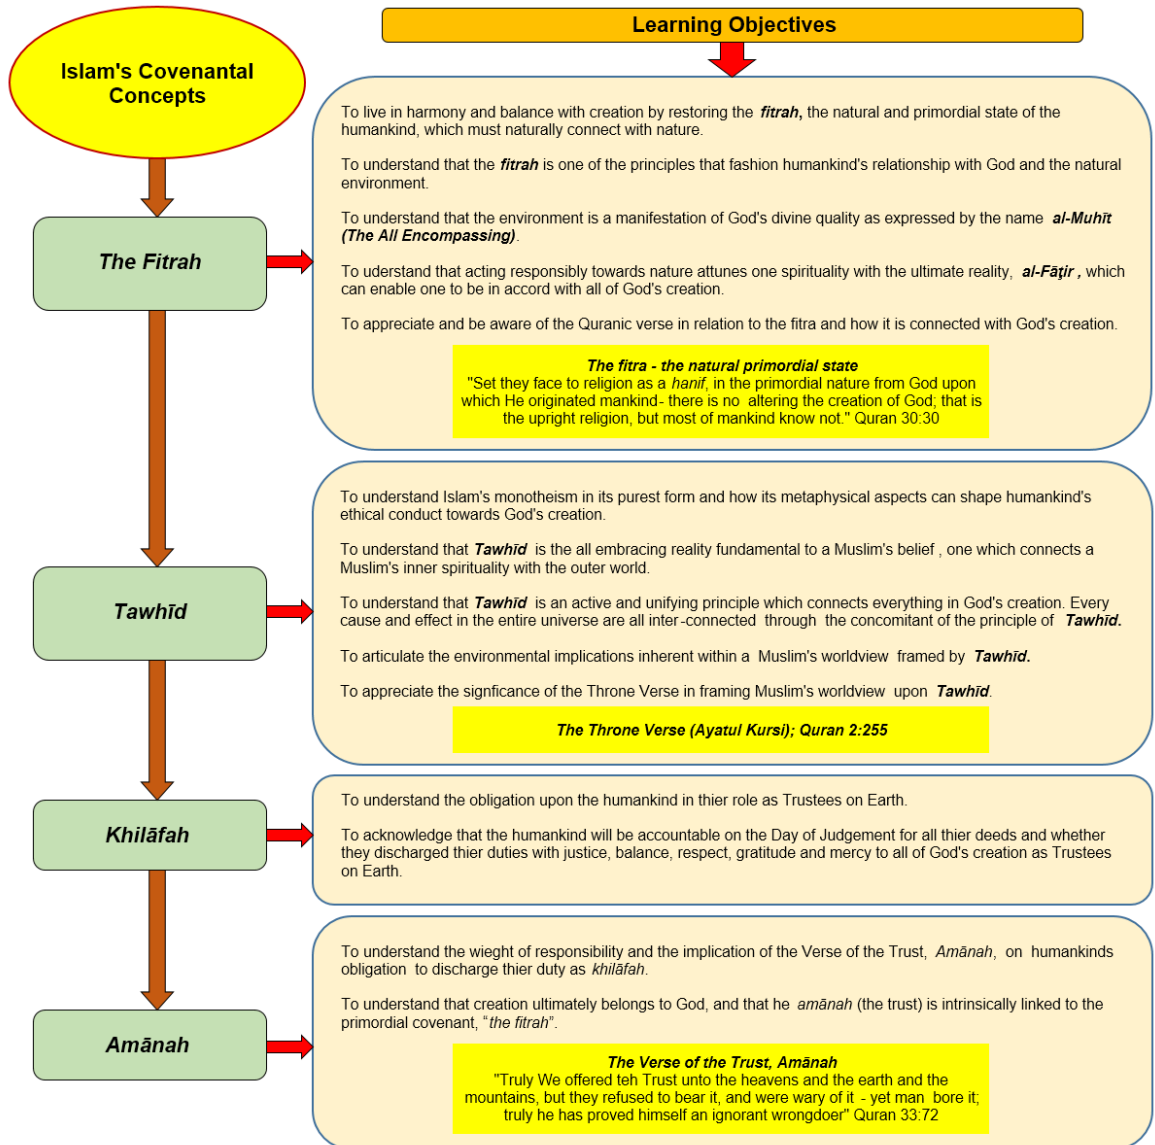 Islam's Covenantal
Concepts
Learning Objectives
The Fitrah
To live in harmony and balance with creation by restoring the fitrah, the natural and primordial state of the
humankind, which must naturally connect with nature.
To understand that the fitrah is one of the principles that fashion humankind's relationship with God and the natural
environment.
To understand that the environment is a manifestation of God's divine quality as expressed by the name al-Muhīt
(The All Encompassing).
To uderstand that acting responsibly towards nature attunes one spirituality with the ultimate reality, al-Fāţir , which
can enable one to be in accord with all of God's creation.
To appreciate and be aware of the Quranic verse in relation to the fitra and how it is connected with God's creation.
The fitra - the natural primordial state
"Set they face to religion as a hanīf, in the primordial nature from God upon
which He originated mankind- there is no altering the creation of God; that is
the upright religion, but most of mankind know not." Quran 30:30
Tawhīd
To understand Islam's monotheism in its purest form and how its metaphysical aspects can shape humankind's
ethical conduct towards God's creation.
To understand that Tawhīd is the all embracing reality fundamental to a Muslim's belief , one which connects a
Muslim's inner spirituality with the outer world.
To understand that Tawhīd is an active and unifying principle which connects everything in God's creation. Every
cause and effect in the entire universe are all inter-connected through the concomitant of the principle of Tawhīd.
To articulate the environmental implications inherent within a Muslim's worldview framed by Tawhīd.
To appreciate the signficance of the Throne Verse in framing Muslim's worldview upon Tawhīd.
The Throne Verse (Ayatul Kursi); Quran 2:255
Khilāfah
To understand the obligation upon the humankind in thier role as Trustees on Earth.
To acknowledge that the humankind will be accountable on the Day of Judgement for all thier deeds and whether
they discharged thier duties with justice, balance, respect, gratitude and mercy to all of God's creation as Trustees
on Earth.
Amānah
To understand the wieght of responsibility and the implication of the Verse of the Trust, Amānah, on humankinds
obligation to discharge thier duty as khilāfah.
To understand that creation ultimately belongs to God, and that he amānah (the trust) is intrinsically linked to the
primordial covenant, “the fitrah”.
The Verse of the Trust, Amānah
"Truly We offered teh Trust unto the heavens and the earth and the
mountains, but they refused to bear it, and were wary of it - yet man bore it;
truly he has proved himself an ignorant wrongdoer" Quran 33:72